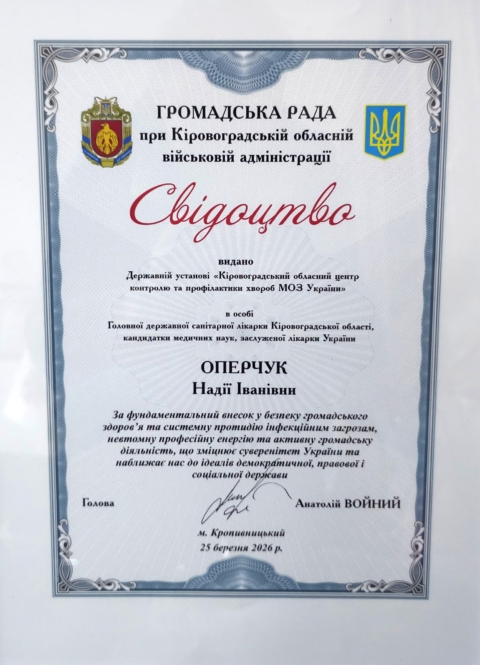 ГРОМАДСЬКА РАДА
при Кіровоградській обласній
військовій адміністрації
Свідоцтво
видано
Державній установі «Кіровоградський обласний центр
контролю та профілактики хвороб МОЗ України»
в особі
Головної державної санітарної лікарки Кіровоградської області,
кандидатки медичних наук, заслуженої лікарки України
ОПЕРЧУК
Надії Іванівни
За фундаментальний внесок у безпеку громадського
здоров’я та системну протидію інфекційним загрозам,
невтомну професійну енергію та активну громадську
діяльність, що зміцнює суверенітет України та
наближає нас до ідеалів демократичної, правової і
соціальної держави
Голова Анатолій ВОЙНИЙ
м. Кропивницький
25 березня 2026 р.